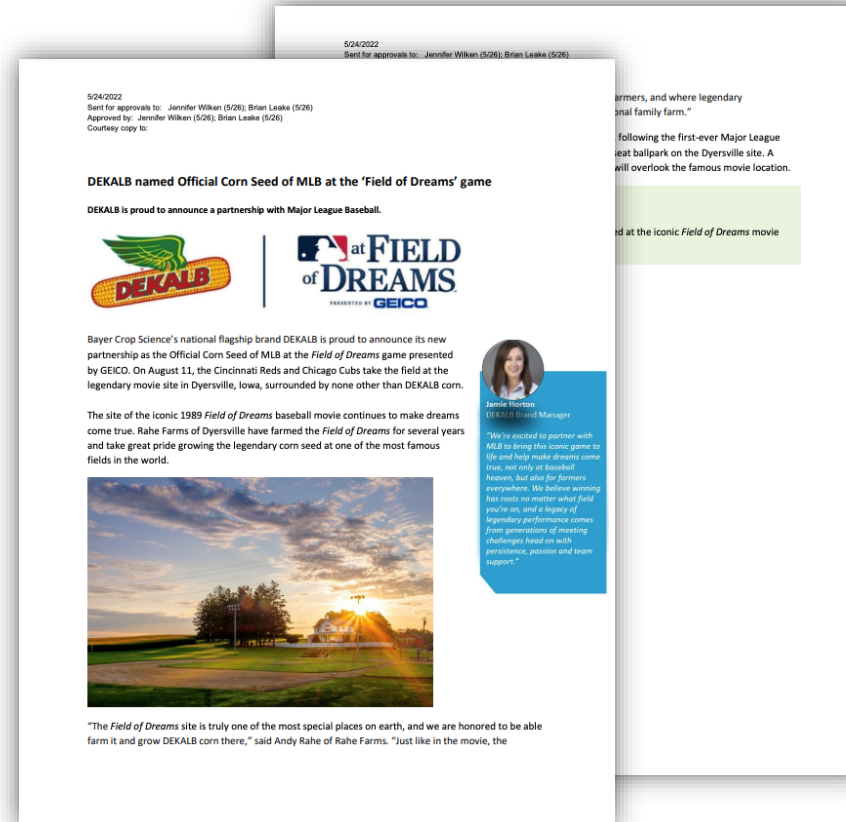 5/24/2022
Sent for approvals to: Jennifer Wilken (5/26); Brian Leake (5/26)
5/24/2022
Sent for approvals to: Jennifer Wilken (5/26); Brian Leake (5/26)
Approved by: Jennifer Wilken (5/26); Brian Leake (5/26)
Courtesy copy to:
DEKALB named Official Corn Seed of MLB at the ‘Field of Dreams’ game
DEKALB is proud to announce a partnership with Major League Baseball.
DEKALB
at FIELD
of DREAMS
PRESENTED BY GEICO
Bayer Crop Science’s national flagship brand DEKALB is proud to announce its new
partnership as the Official Corn Seed of MLB at the Field of Dreams game presented
by GEICO. On August 11, the Cincinnati Reds and Chicago Cubs take the field at the
legendary movie site in Dyersville, Iowa, surrounded by none other than DEKALB corn.
The site of the iconic 1989 Field of Dreams baseball movie continues to make dreams
come true. Rahe Farms of Dyersville have farmed the Field of Dreams for several years
and take great pride growing the legendary corn seed at one of the most famous
fields in the world.
Jamie Horton
DEKALB Brand Manager
“We’re excited to partner with
MLB to bring this iconic game to
life and help make dreams come
true, not only at baseball
heaven, but also for farmers
everywhere. We believe winning
has roots no matter what field
you’re on, and a legacy of
legendary performance comes
from generations of meeting
challenges head on with
persistence, passion and team
support.”
“The Field of Dreams site is truly one of the most special places on earth, and we are honored to be able
farm it and grow DEKALB corn there,” said Andy Rahe of Rahe Farms. “Just like in the movie, the
armers, and where legendary
onal family farm.”
following the first-ever Major League
eat ballpark on the Dyersville site. A
will overlook the famous movie location.
ed at the iconic Field of Dreams movie